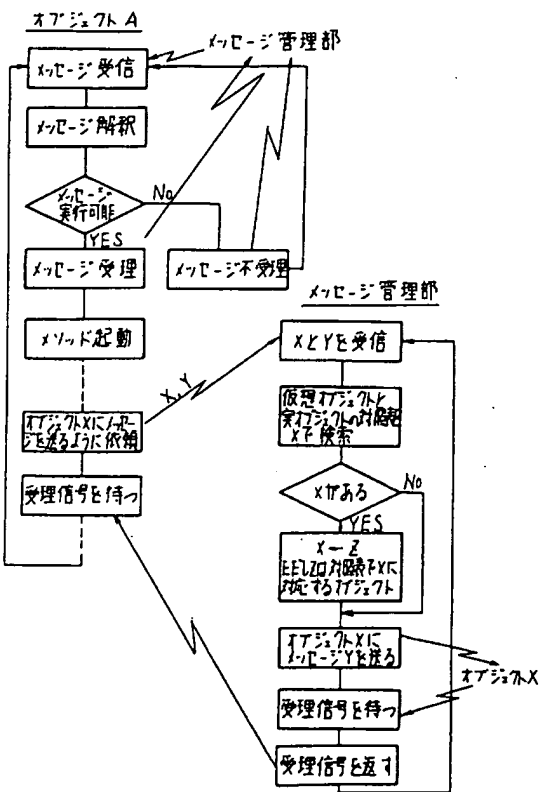 オブジェクトA
メッセージ管理部
メッセージ受信
メッセージ解釈
メッセージ
実行可能
No
YES
メッセージ受理
メッセージ不受理
メソッド起動
X,Y
オブジェクトXにメッセー
ジを送るように依頼
受理信号を待つ
メッセージ管理部
XとYを受信
仮想オブジェクトと
実オブジェクトの対照表
Xで検索
Xがある
No
YES
X←Z
但しZは対照表でXに
対応するオブジェクト
オブジェクトXに
メッセージYを送る
オブジェクトX
受理信号を待つ
受理信号を返す